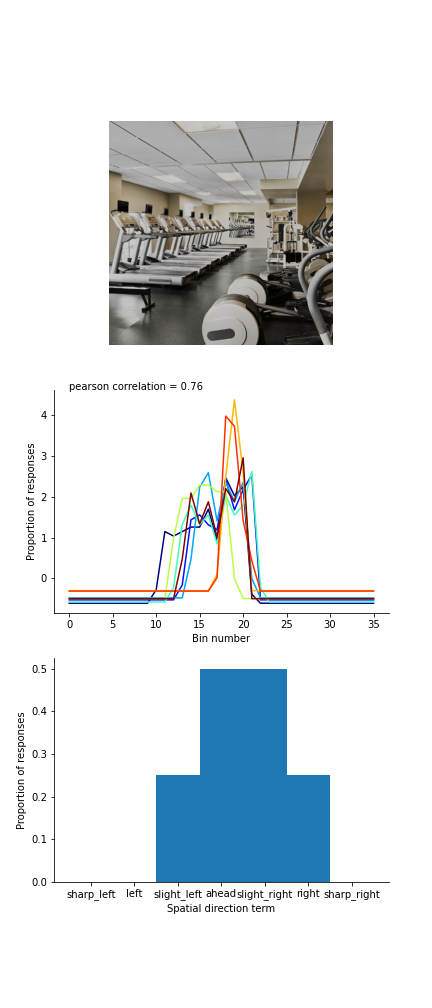 pearson correlation = 0.76
Proportion of responses
4
3
2
1
0
0 5 10 15 20 25 30 35
Bin number
Proportion of responses
0.5
0.4
0.3
0.2
0.1
0.0
sharp_left left slight_left ahead slight_right right sharp_right
Spatial direction term